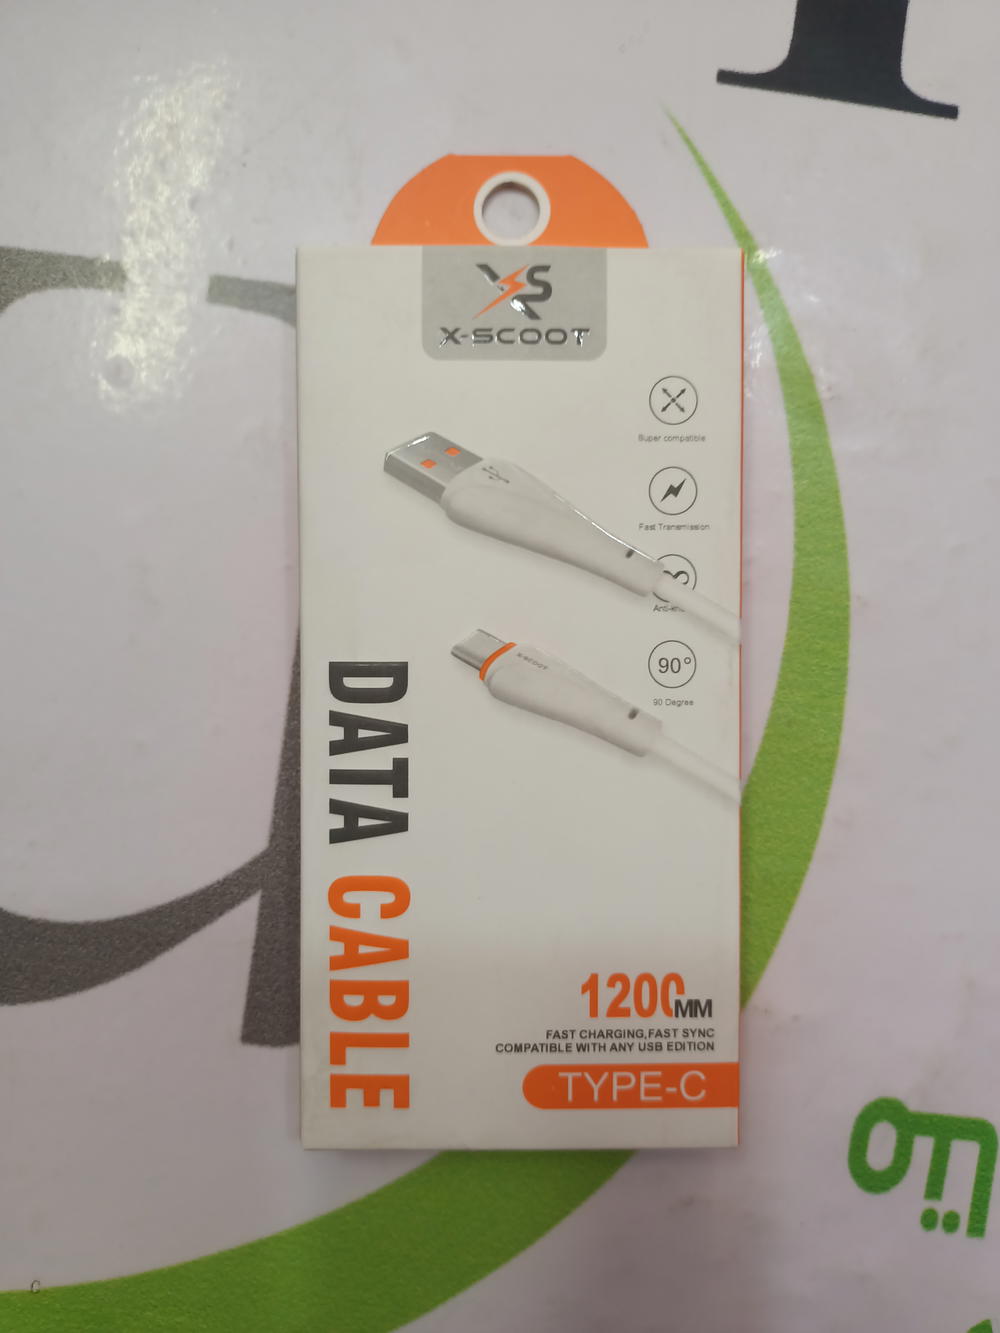 X-SCOOT
Super compatible
Fast Transmission
X-SCOOT
90°
90 Degree
DATA CABLE
1200MM
FAST CHARGING,FAST SYNC
COMPATIBLE WITH ANY USB EDITION
TYPE-C